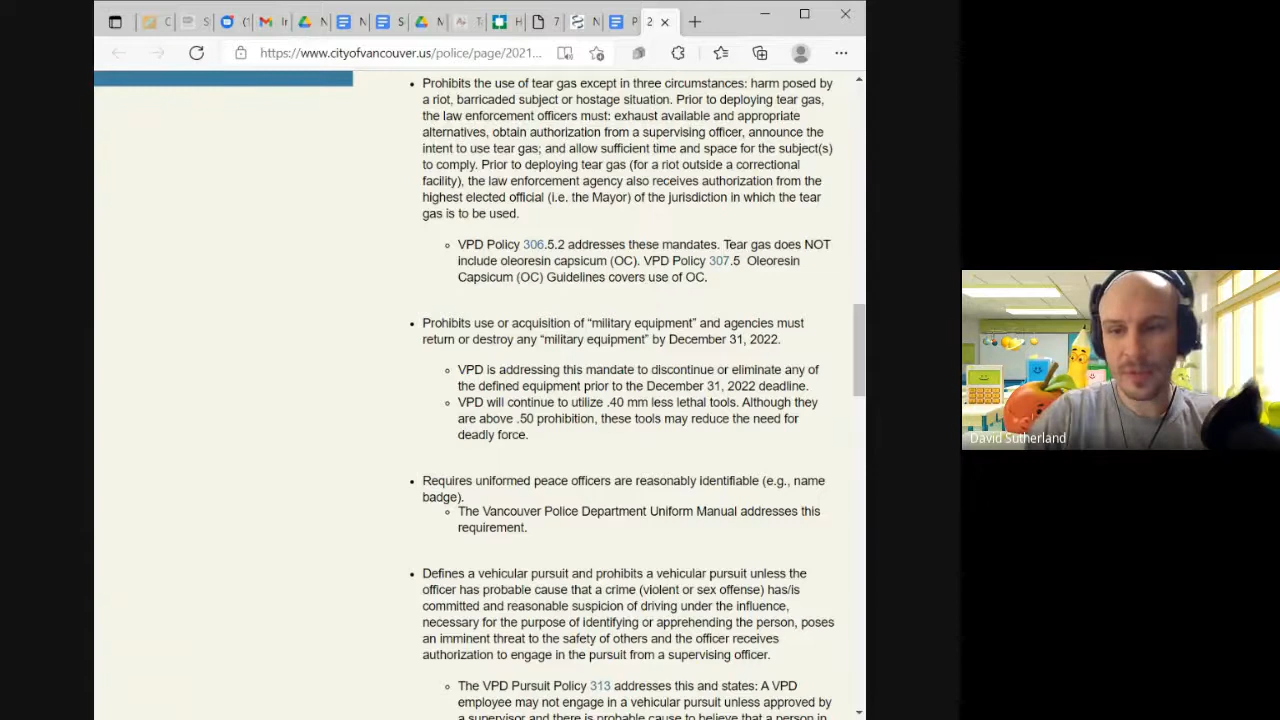 C
S
(1
Ir
N
N
S
M
T
H
7
N
P
2
https://www.cityofvancouver.us/police/page/2021...
• Prohibits the use of tear gas except in three circumstances: harm posed by
a riot, barricaded subject or hostage situation. Prior to deploying tear gas,
the law enforcement officers must: exhaust available and appropriate
alternatives, obtain authorization from a supervising officer, announce the
intent to use tear gas; and allow sufficient time and space for the subject(s)
to comply. Prior to deploying tear gas (for a riot outside a correctional
facility), the law enforcement agency also receives authorization from the
highest elected official (i.e. the Mayor) of the jurisdiction in which the tear
gas is to be used.
◦ VPD Policy 306.5.2 addresses these mandates. Tear gas does NOT
include oleoresin capsicum (OC). VPD Policy 307.5 Oleoresin
Capsicum (OC) Guidelines covers use of OC.
• Prohibits use or acquisition of “military equipment” and agencies must
return or destroy any “military equipment” by December 31, 2022.
◦ VPD is addressing this mandate to discontinue or eliminate any of
the defined equipment prior to the December 31, 2022 deadline.
◦ VPD will continue to utilize .40 mm less lethal tools. Although they
are above .50 prohibition, these tools may reduce the need for
deadly force.
• Requires uniformed peace officers are reasonably identifiable (e.g., name
badge).
◦ The Vancouver Police Department Uniform Manual addresses this
requirement.
• Defines a vehicular pursuit and prohibits a vehicular pursuit unless the
officer has probable cause that a crime (violent or sex offense) has/is
committed and reasonable suspicion of driving under the influence,
necessary for the purpose of identifying or apprehending the person, poses
an imminent threat to the safety of others and the officer receives
authorization to engage in the pursuit from a supervising officer.
◦ The VPD Pursuit Policy 313 addresses this and states: A VPD
employee may not engage in a vehicular pursuit unless approved by
a supervisor and there is probable cause to believe that a person in
David Sutherland